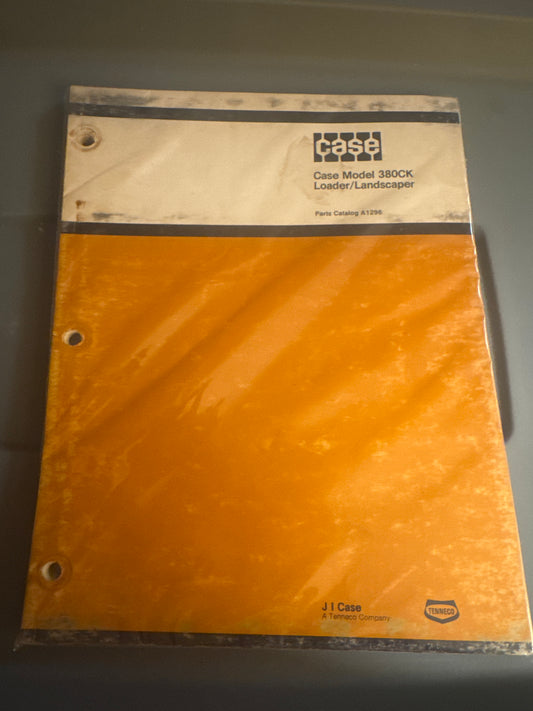 case
Case Model 380CK
Loader/Landscaper
Parts Catalog A1296
J I Case
A Tenneco Company
TENNECO